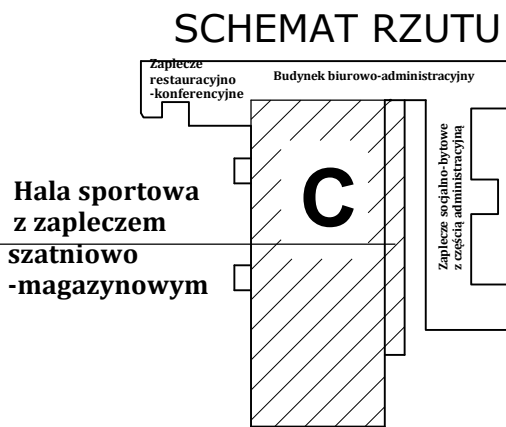 SCHEMAT RZUTU
Zaplecze
restauracyjno
-konferencyjne
Budynek biurowo-administracyjny
C
Zaplecze socjalno-bytowe
z częścią administracyjną
Hala sportowa
z zapleczem
szatniowo
-magazynowym